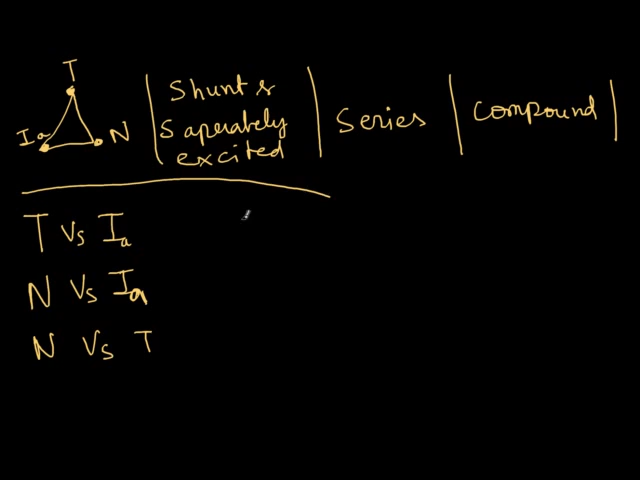 T
Ia
N
Shunt &
Saperately
excited
Series
Compound
T Vs Ia
N Vs Ia
N Vs T